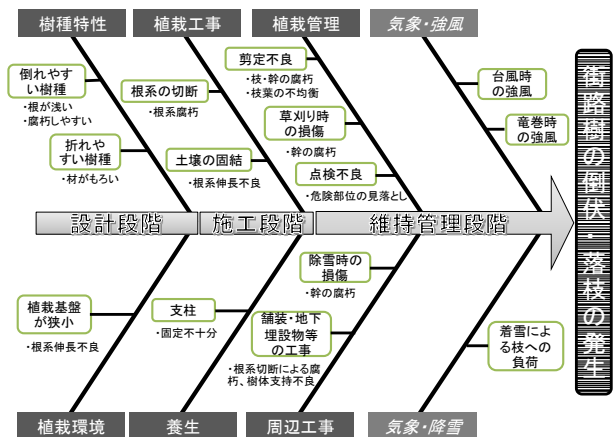 樹種特性
植栽工事
植栽管理
気象・強風
倒れやす
い樹種
・根が浅い
・腐朽しやすい
折れや
すい樹種
・材がもろい
根系の切断
・根系腐朽
土壌の固結
・根系伸長不良
剪定不良
・枝・幹の腐朽
・枝葉の不均衡
草刈り時
の損傷
・幹の腐朽
点検不良
・危険部位の見落とし
台風時
の強風
竜巻時
の強風
設計段階
施工段階
維持管理段階
街路樹の倒伏・落枝の発生
植栽基盤
が狭小
・根系伸長不良
支柱
・固定不十分
除雪時の
損傷
・幹の腐朽
舗装・地下
埋設物等
の工事
・根系切断による腐
朽、樹体支持不良
着雪によ
る枝への
負荷
植栽環境
養生
周辺工事
気象・降雪